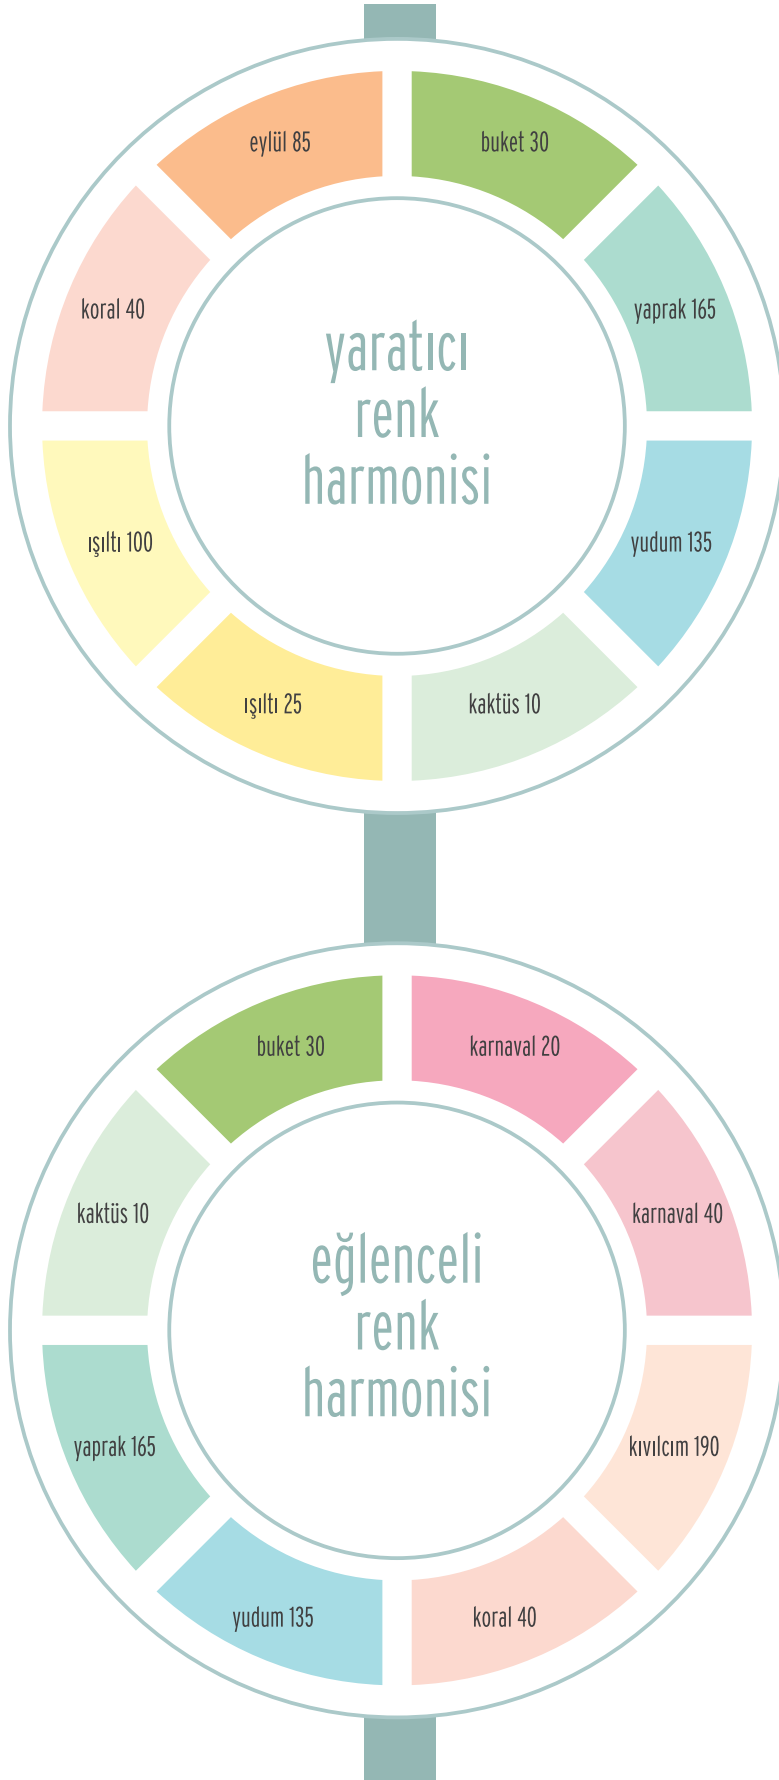 eylül 85
buket 30
koral 40
yaprak 165
yaratıcı
renk
harmonisi
ışıltı 100
yudum 135
ışıltı 25
kaktüs 10
buket 30
karnaval 20
kaktüs 10
karnaval 40
eğlenceli
renk
harmonisi
yaprak 165
kıvılcım 190
yudum 135
koral 40